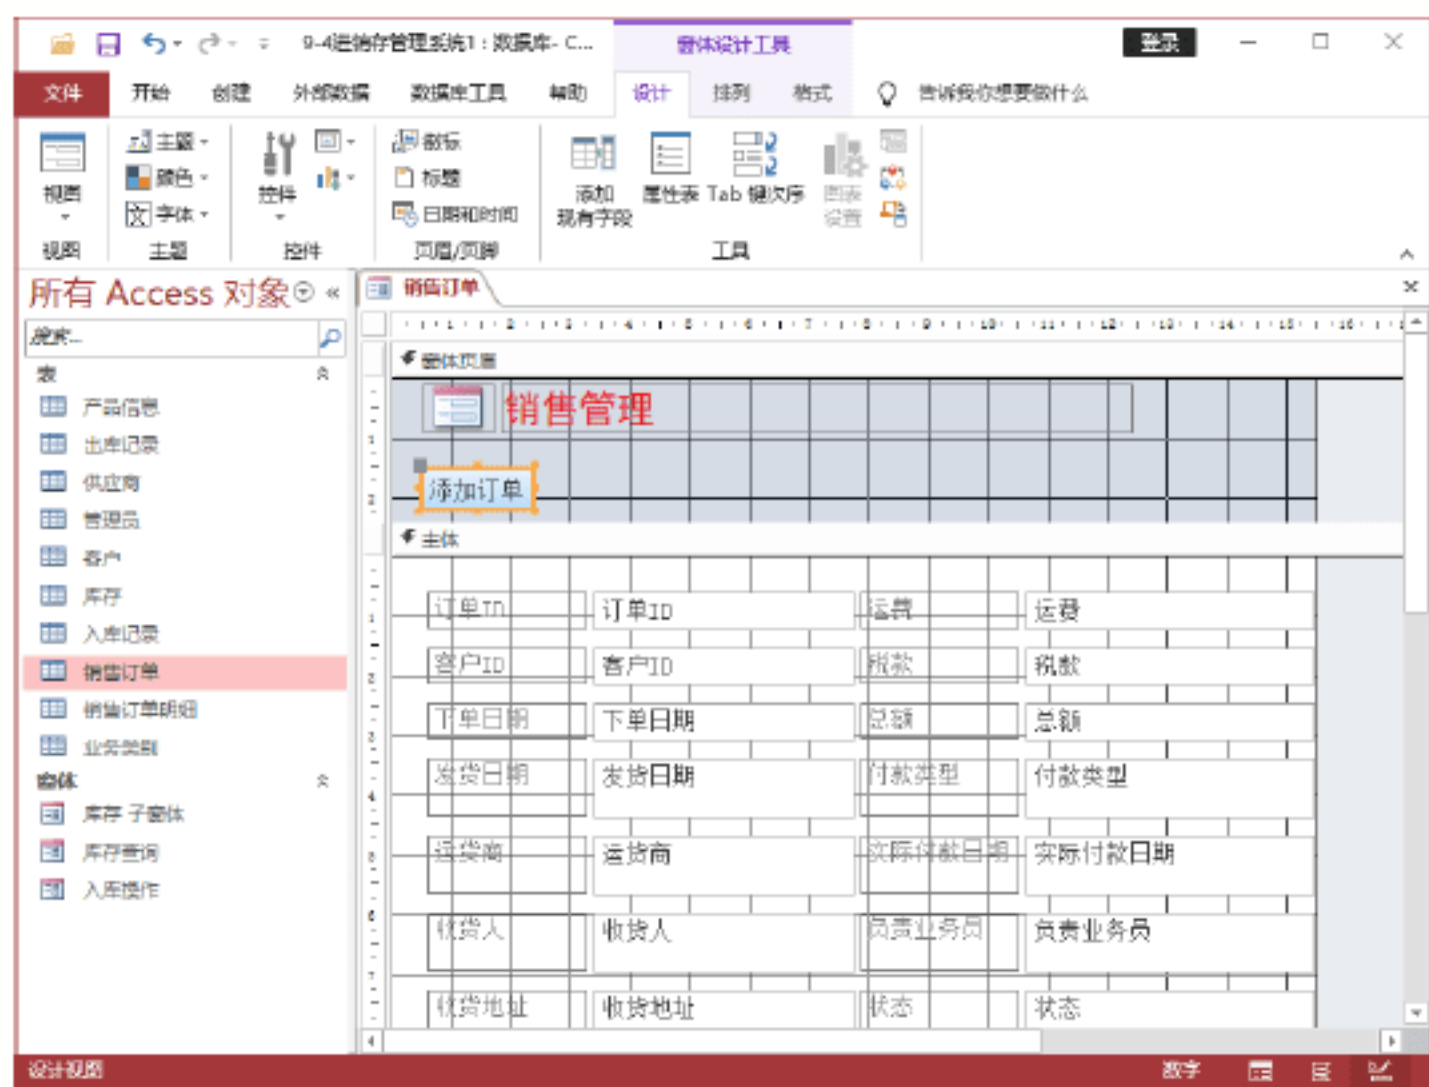 9-4进销存管理系统1：数据库- C...
窗体设计工具
登录
文件 开始 创建 外部数据 数据库工具 帮助 设计 排列 格式 告诉我你想要做什么
主题 徽标
颜色 标题
视图 控件 添加 属性表 Tab 键次序 图表
字体 日期和时间 现有字段 设置
视图 主题 控件 页眉/页脚 工具
所有 Access 对象 «
销售订单
搜索...
窗体页眉
表
产品信息
出库记录
供应商
管理员
客户
库存
入库记录
销售订单
销售订单明细
业务类别
窗体
库存 子窗体
库存查询
入库操作
销售管理
添加订单
主体
订单ID 订单ID 运费 运费
客户ID 客户ID 税款 税款
下单日期 下单日期 总额 总额
发货日期 发货日期 付款类型 付款类型
运货商 运货商 实际付款日期 实际付款日期
收货人 收货人 负责业务员 负责业务员
收货地址 收货地址 状态 状态
设计视图 数字